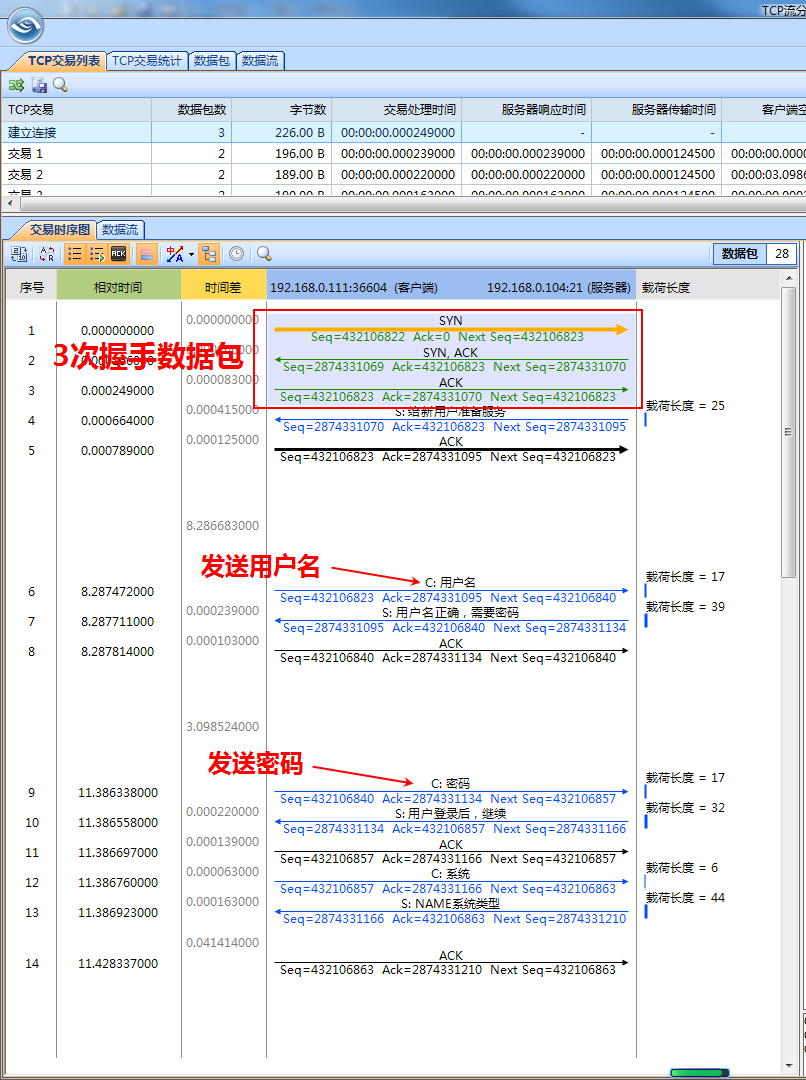 TCP流分
TCP交易列表 TCP交易统计 数据包 数据流
TCP交易 数据包数 字节数 交易处理时间 服务器响应时间 服务器传输时间 客户端空
建立连接 3 226.00 B 00:00:00.000249000 - -
交易 1 2 196.00 B 00:00:00.000239000 00:00:00.000239000 00:00:00.000124500 00:00:00.0000
交易 2 2 189.00 B 00:00:00.000220000 00:00:00.000220000 00:00:00.000124500 00:00:03.0986
交易时序图 数据流
ACK 数据包 28
序号 相对时间 时间差 192.168.0.111:36604 (客户端) 192.168.0.104:21 (服务器) 载荷长度
0.000000000 SYN
1 0.000000000 Seq=432106822 Ack=0 Next Seq=432106823
3次握手数据包
SYN, ACK
2 Seq=2874331069 Ack=432106823 Next Seq=2874331070
0.000083000 ACK
3 0.000249000 Seq=432106823 Ack=2874331070 Next Seq=432106823
0.000415000 S: 给新用户准备服务 载荷长度 = 25
4 0.000664000 Seq=2874331070 Ack=432106823 Next Seq=2874331095
0.000125000 ACK
5 0.000789000 Seq=432106823 Ack=2874331095 Next Seq=432106823
8.286683000
发送用户名
C: 用户名 载荷长度 = 17
6 8.287472000 Seq=432106823 Ack=2874331095 Next Seq=432106840
0.000239000 S: 用户名正确，需要密码 载荷长度 = 39
7 8.287711000 Seq=2874331095 Ack=432106840 Next Seq=2874331134
0.000103000 ACK
8 8.287814000 Seq=432106840 Ack=2874331134 Next Seq=432106840
3.098524000
发送密码
C: 密码 载荷长度 = 17
9 11.386338000 Seq=432106840 Ack=2874331134 Next Seq=432106857
0.000220000 S: 用户登录后，继续 载荷长度 = 32
10 11.386558000 Seq=2874331134 Ack=432106857 Next Seq=2874331166
0.000139000 ACK
11 11.386697000 Seq=432106857 Ack=2874331166 Next Seq=432106857
0.000063000 C: 系统 载荷长度 = 6
12 11.386760000 Seq=432106857 Ack=2874331166 Next Seq=432106863
0.000163000 S: NAME系统类型 载荷长度 = 44
13 11.386923000 Seq=2874331166 Ack=432106863 Next Seq=2874331210
0.041414000 ACK
14 11.428337000 Seq=432106863 Ack=2874331210 Next Seq=432106863